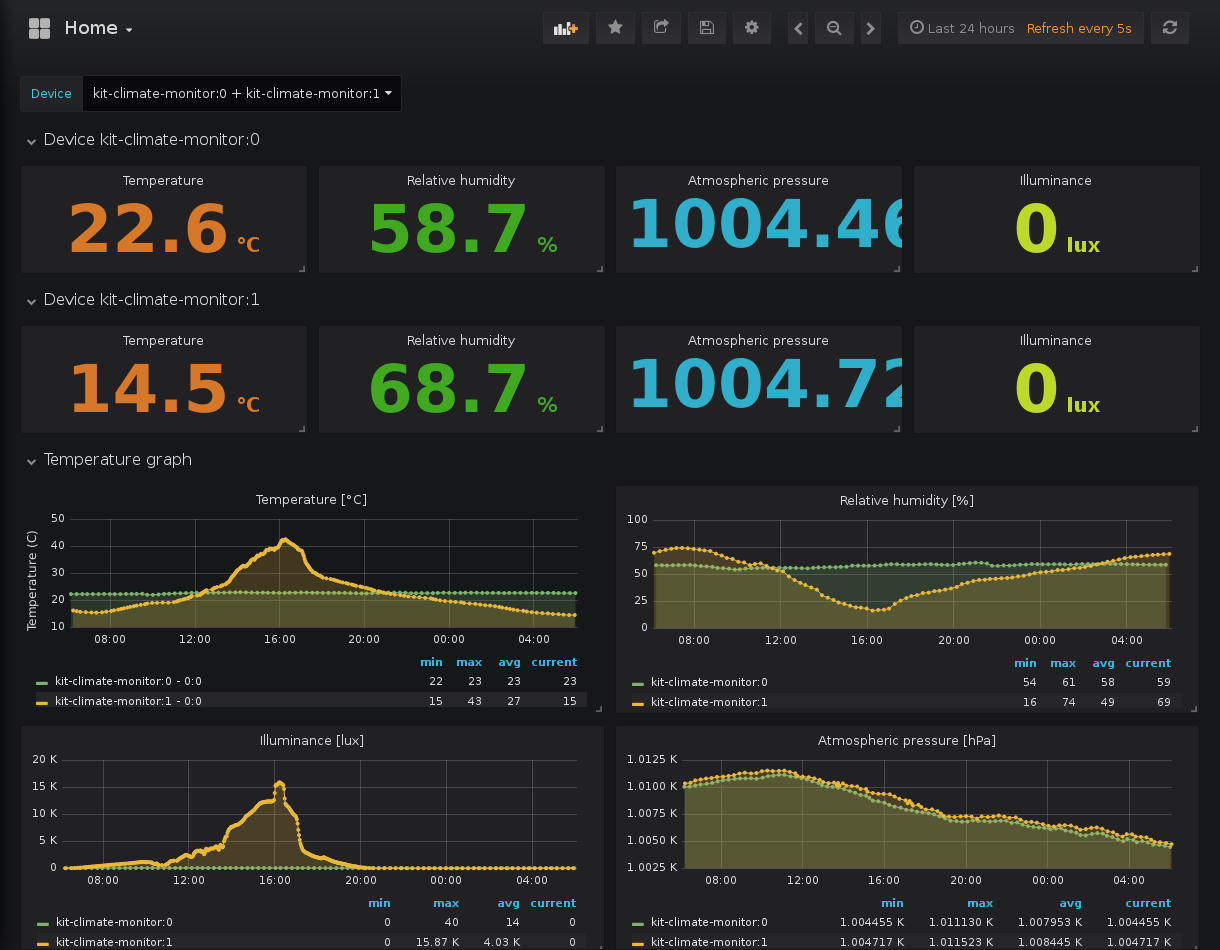 Home
Last 24 hours Refresh every 5s
Device kit-climate-monitor:0 + kit-climate-monitor:1
Device kit-climate-monitor:0
Temperature Relative humidity Atmospheric pressure Illuminance
22.6 °C 58.7 % 1004.46 0 lux
Device kit-climate-monitor:1
Temperature Relative humidity Atmospheric pressure Illuminance
14.5 °C 68.7 % 1004.72 0 lux
Temperature graph
Temperature [°C]
Temperature (C)
50
40
30
20
10
08:00 12:00 16:00 20:00 00:00 04:00
min max avg current
kit-climate-monitor:0 - 0:0 22 23 23 23
kit-climate-monitor:1 - 0:0 15 43 27 15
Relative humidity [%]
100
75
50
25
0
08:00 12:00 16:00 20:00 00:00 04:00
min max avg current
kit-climate-monitor:0 54 61 58 59
kit-climate-monitor:1 16 74 49 69
Illuminance [lux]
20 K
15 K
10 K
5 K
0
08:00 12:00 16:00 20:00 00:00 04:00
min max avg current
kit-climate-monitor:0 0 40 14 0
kit-climate-monitor:1 0 15.87 K 4.03 K 0
Atmospheric pressure [hPa]
1.0125 K
1.0100 K
1.0075 K
1.0050 K
1.0025 K
08:00 12:00 16:00 20:00 00:00 04:00
min max avg current
kit-climate-monitor:0 1.004455 K 1.011130 K 1.007953 K 1.004455 K
kit-climate-monitor:1 1.004717 K 1.011523 K 1.008445 K 1.004717 K